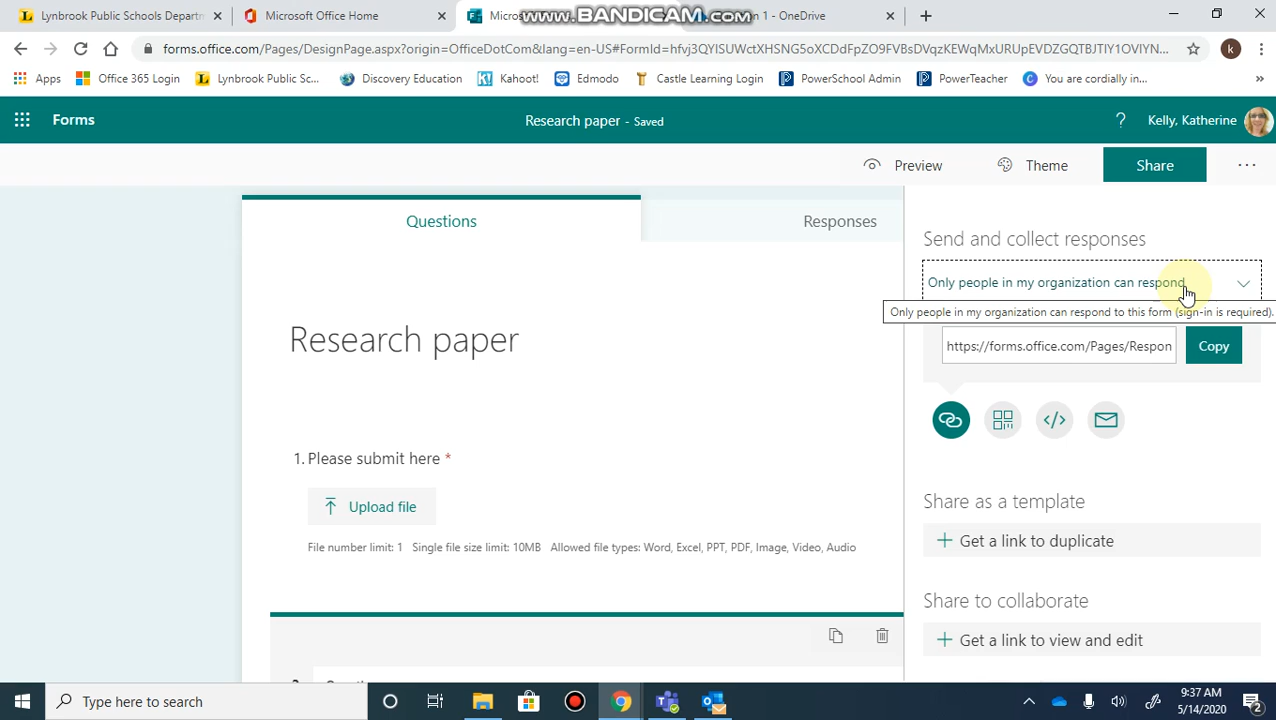 Lynbrook Public Schools Departm
Microsoft Office Home
Micros
www.BANDICAM.com
1 - OneDrive
forms.office.com/Pages/DesignPage.aspx?origin=OfficeDotCom&lang=en-US#FormId=hfvj3QYISUWctXHSNG5oXCDdFpZO9FVBsDVqzKEWqMxURUpEVDZGQTBJTlY1OVlYN...
k
Apps
Office 365 Login
Lynbrook Public Sc...
Discovery Education
Kahoot!
Edmodo
Castle Learning Login
PowerSchool Admin
PowerTeacher
You are cordially in...
»
Forms
Research paper - Saved
?
Kelly, Katherine
Preview
Theme
Share
...
Questions
Responses
Send and collect responses
Only people in my organization can respond
Only people in my organization can respond to this form (sign-in is required).
https://forms.office.com/Pages/Respon
Copy
Research paper
1. Please submit here *
Upload file
File number limit: 1 Single file size limit: 10MB Allowed file types: Word, Excel, PPT, PDF, Image, Video, Audio
Share as a template
Get a link to duplicate
Share to collaborate
Get a link to view and edit
Type here to search
9:37 AM
5/14/2020
2